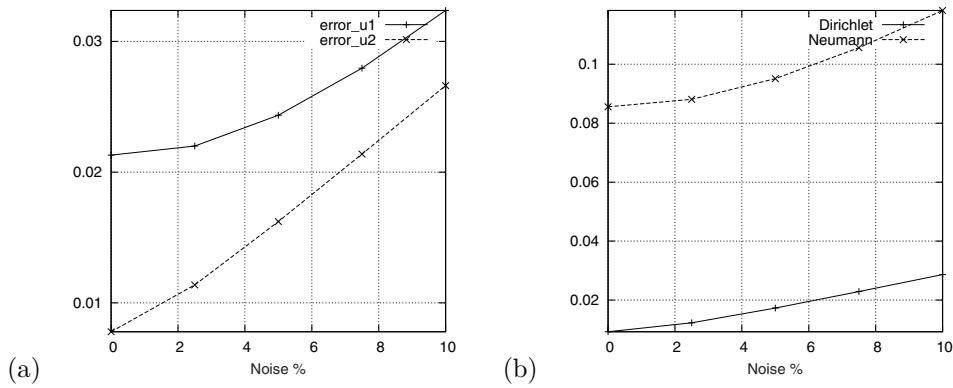 error_u1
error_u2
0.03
0.02
0.01
0 2 4 6 8 10
Noise %
(a)
Dirichlet
Neumann
0.1
0.08
0.06
0.04
0.02
0 2 4 6 8 10
Noise %
(b)